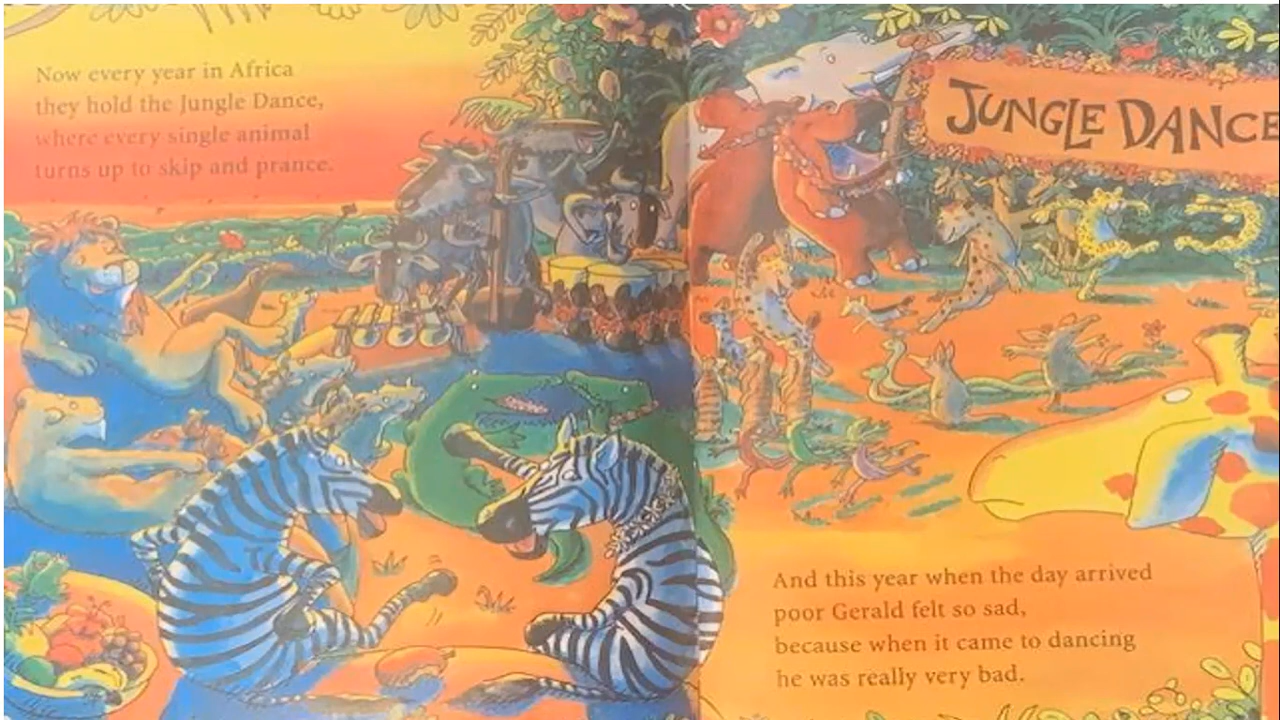 Now every year in Africa
they hold the Jungle Dance,
where every single animal
turns up to skip and prance.
JUNGLE DANCE
And this year when the day arrived
poor Gerald felt so sad,
because when it came to dancing
he was really very bad.